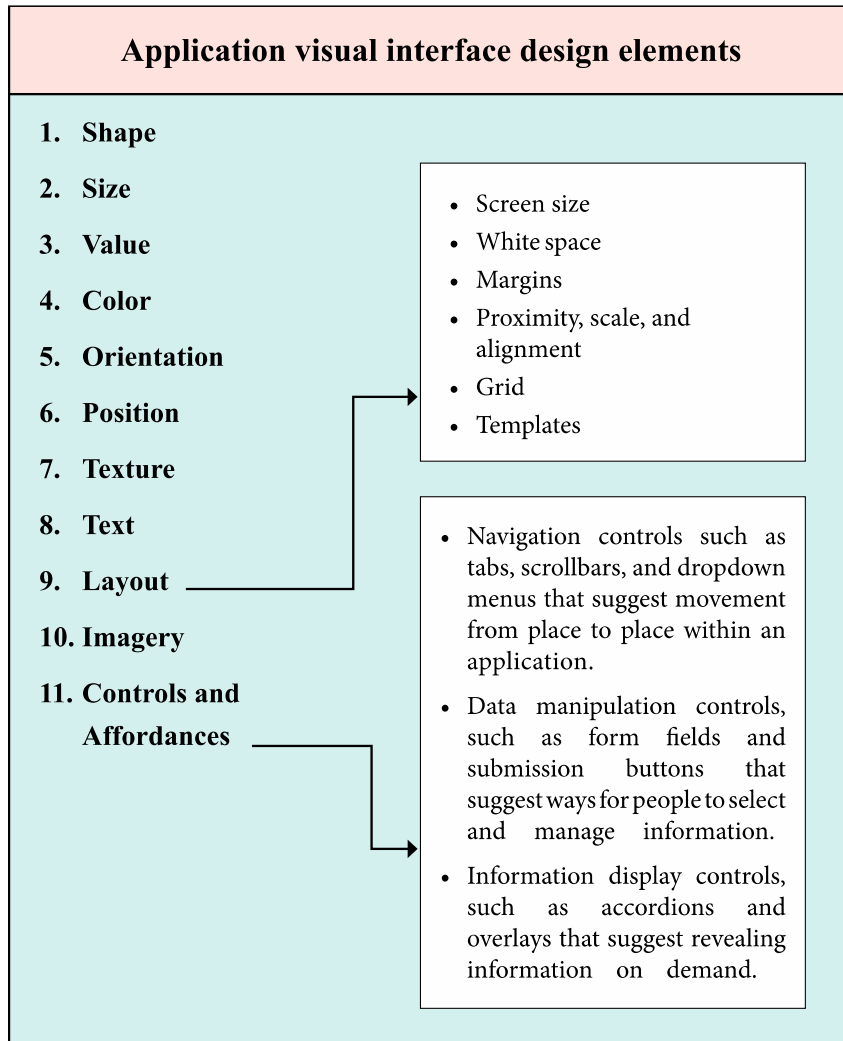 Application visual interface design elements
1. Shape
2. Size
3. Value
4. Color
5. Orientation
6. Position
7. Texture
8. Text
9. Layout
10. Imagery
11. Controls and
Affordances
• Screen size
• White space
• Margins
• Proximity, scale, and
alignment
• Grid
• Templates
• Navigation controls such as
tabs, scrollbars, and dropdown
menus that suggest movement
from place to place within an
application.
• Data manipulation controls,
such as form fields and
submission buttons that
suggest ways for people to select
and manage information.
• Information display controls,
such as accordions and
overlays that suggest revealing
information on demand.